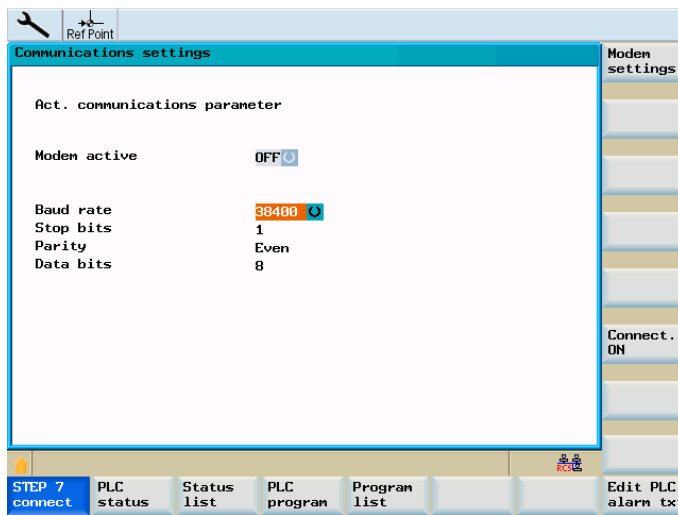 Ref Point
Communications settings
Modem
settings
Act. communications parameter
Modem active OFF
Baud rate 38400
Stop bits 1
Parity Even
Data bits 8
Connect.
ON
RCS
STEP 7
connect
PLC
status
Status
list
PLC
program
Program
list
Edit PLC
alarm tx